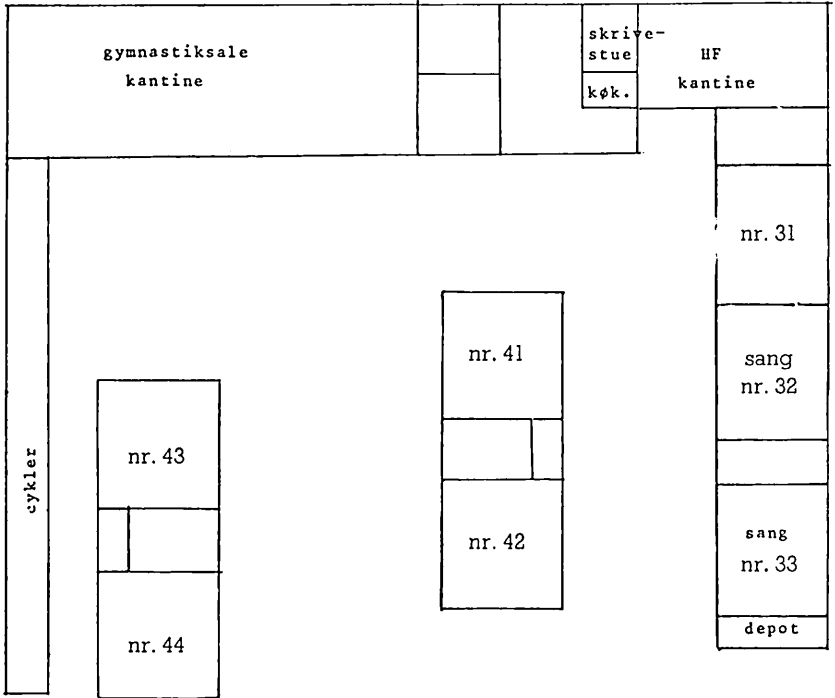 gymnastiksale
kantine
skrive-
stue
køk.
HF
kantine
nr. 31
sang
nr. 32
sang
nr. 33
depot
nr. 41
nr. 42
nr. 43
nr. 44
cykler